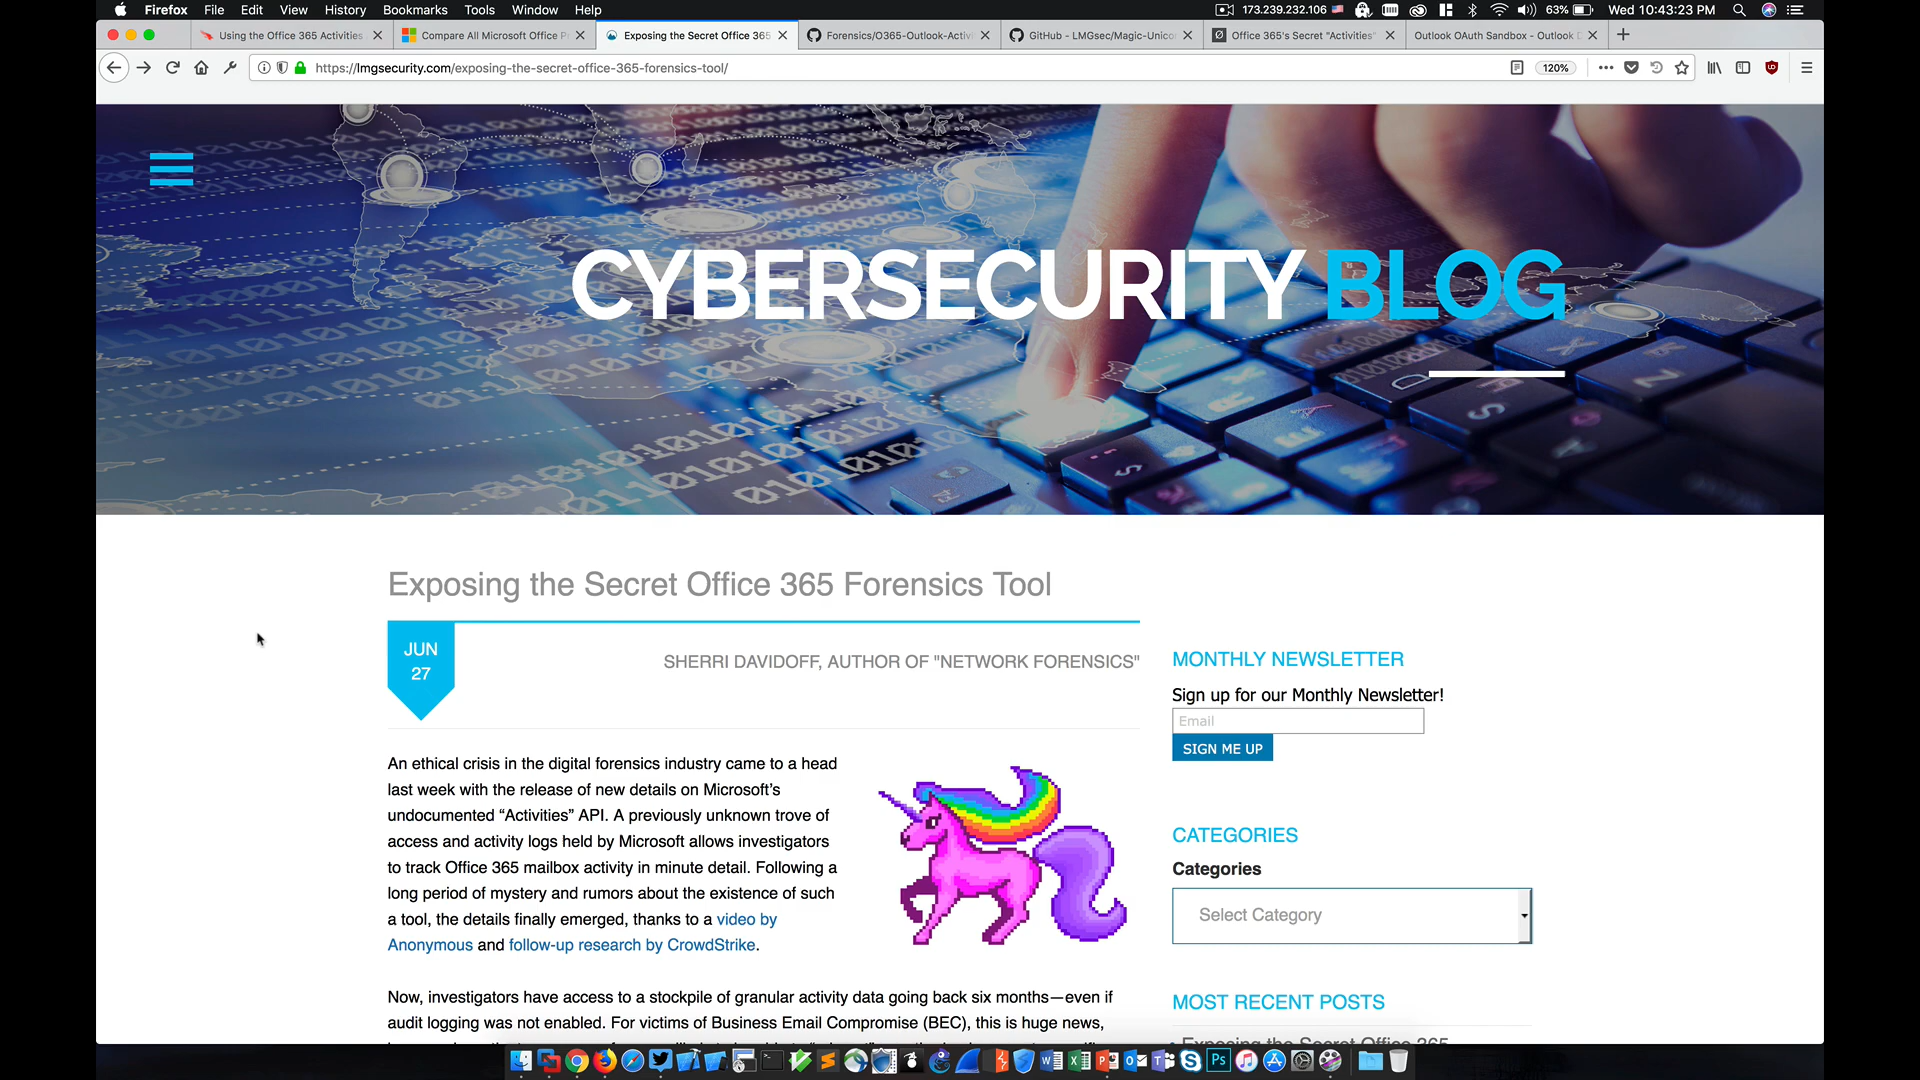 Firefox File Edit View History Bookmarks Tools Window Help 173.239.232.106 63% Wed 10:43:23 PM
Using the Office 365 Activities
Compare All Microsoft Office P
Exposing the Secret Office 365
Forensics/O365-Outlook-Activi
GitHub - LMGsec/Magic-Unico
Office 365's Secret "Activities"
Outlook OAuth Sandbox - Outlook D
https://lmgsecurity.com/exposing-the-secret-office-365-forensics-tool/
120%
CYBERSECURITY BLOG
Exposing the Secret Office 365 Forensics Tool
JUN
27
SHERRI DAVIDOFF, AUTHOR OF "NETWORK FORENSICS"
An ethical crisis in the digital forensics industry came to a head
last week with the release of new details on Microsoft’s
undocumented “Activities” API. A previously unknown trove of
access and activity logs held by Microsoft allows investigators
to track Office 365 mailbox activity in minute detail. Following a
long period of mystery and rumors about the existence of such
a tool, the details finally emerged, thanks to a video by
Anonymous and follow-up research by CrowdStrike.
Now, investigators have access to a stockpile of granular activity data going back six months—even if
audit logging was not enabled. For victims of Business Email Compromise (BEC), this is huge news,
MONTHLY NEWSLETTER
Sign up for our Monthly Newsletter!
Email
SIGN ME UP
CATEGORIES
Categories
Select Category
MOST RECENT POSTS
Exposing the Secret Office 365